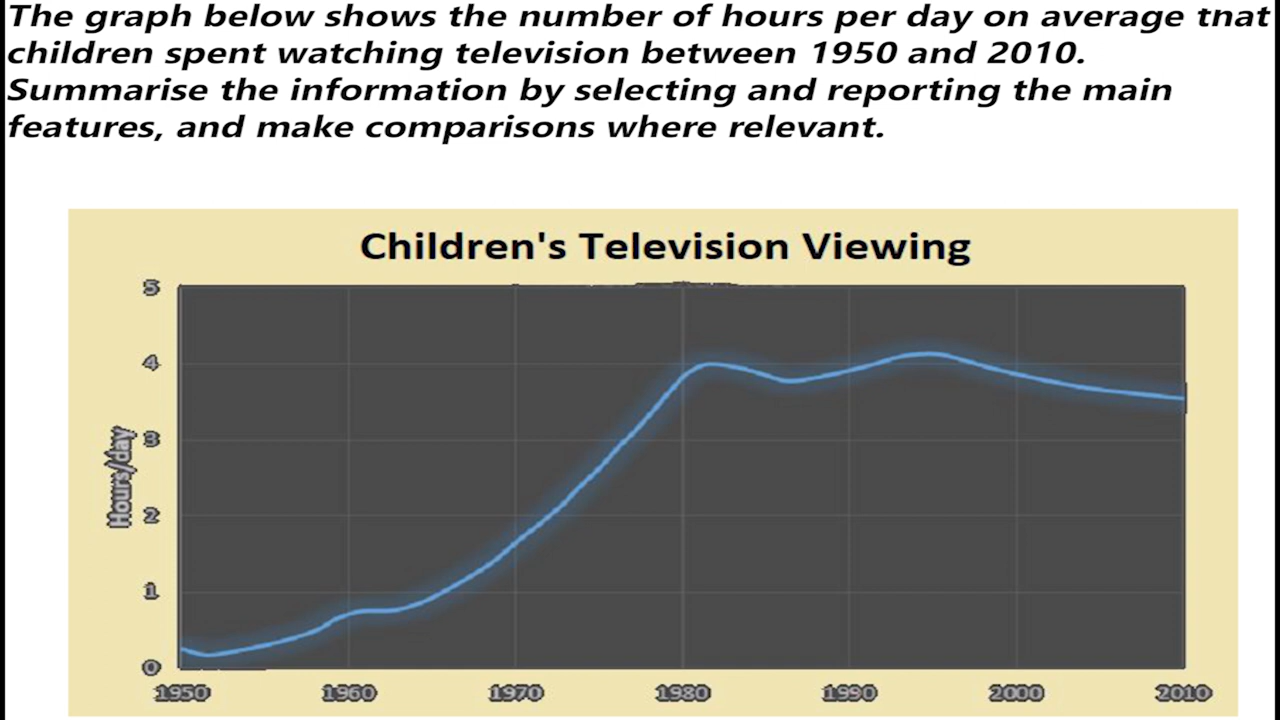 The graph below shows the number of hours per day on average that
children spent watching television between 1950 and 2010.
Summarise the information by selecting and reporting the main
features, and make comparisons where relevant.
Children's Television Viewing
5
4
3
2
1
0
Hours/day
1950 1960 1970 1980 1990 2000 2010